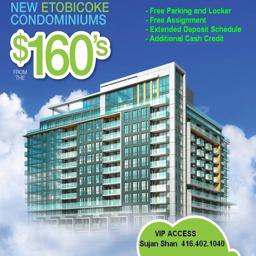 NEW ETOBICOKE
CONDOMINIUMS
FROM THE
$160's
- Free Parking and Locker
- Free Assignment
- Extended Deposit Schedule
- Additional Cash Credit
VIP ACCESS
Sujan Shan 416.402.1040